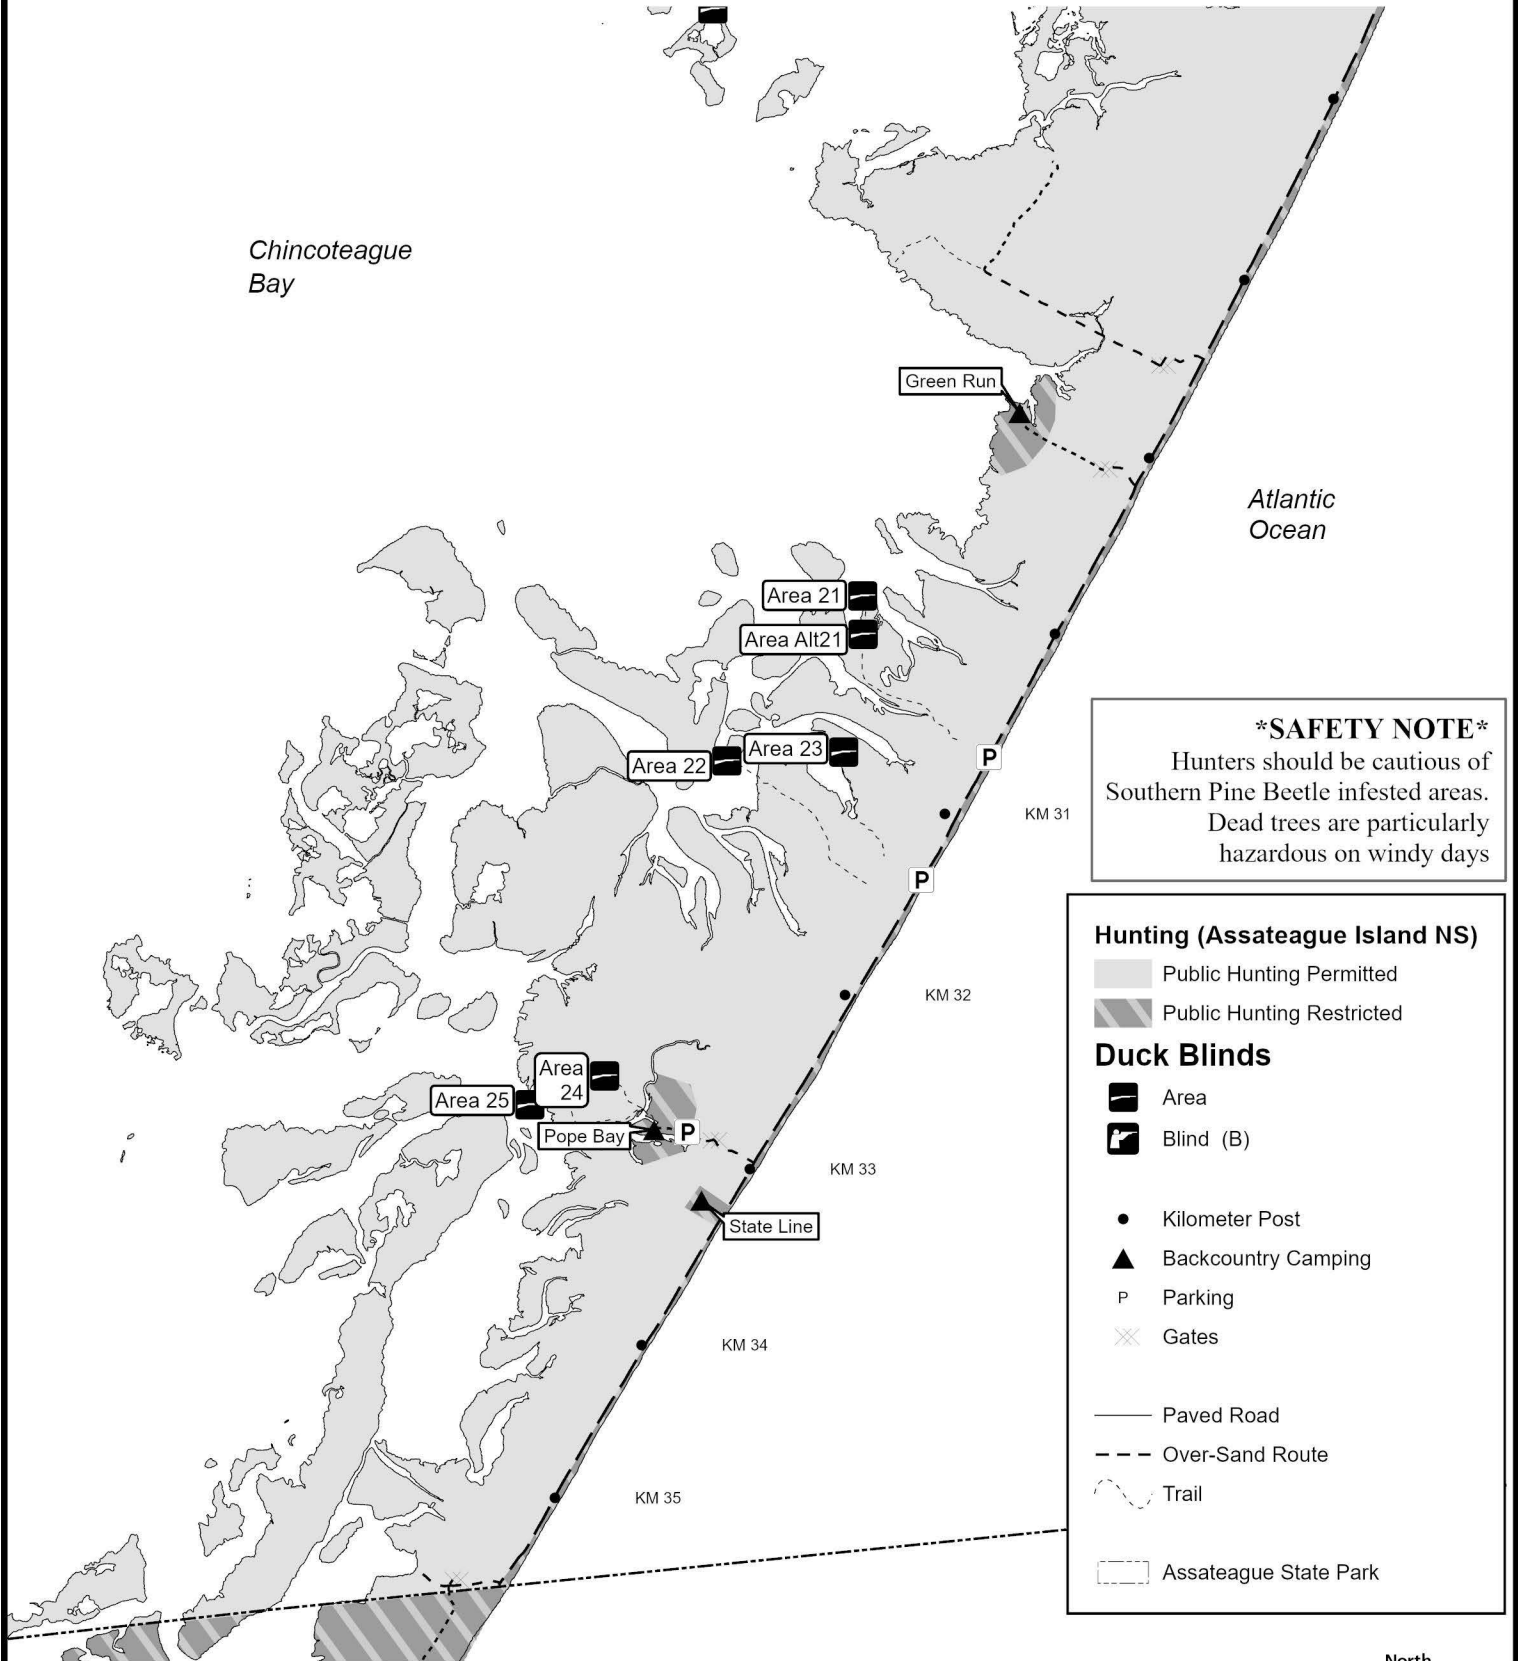 Chincoteague
Bay
Green Run
Atlantic
Ocean
Area 21
Area Alt21
Area 22
Area 23
P
KM 31
P
*SAFETY NOTE*
Hunters should be cautious of
Southern Pine Beetle infested areas.
Dead trees are particularly
hazardous on windy days
KM 32
Area
24
Area 25
Pope Bay
P
KM 33
State Line
KM 34
KM 35
Hunting (Assateague Island NS)
Public Hunting Permitted
Public Hunting Restricted
Duck Blinds
Area
Blind (B)
Kilometer Post
Backcountry Camping
P Parking
Gates
Paved Road
Over-Sand Route
Trail
Assateague State Park
North